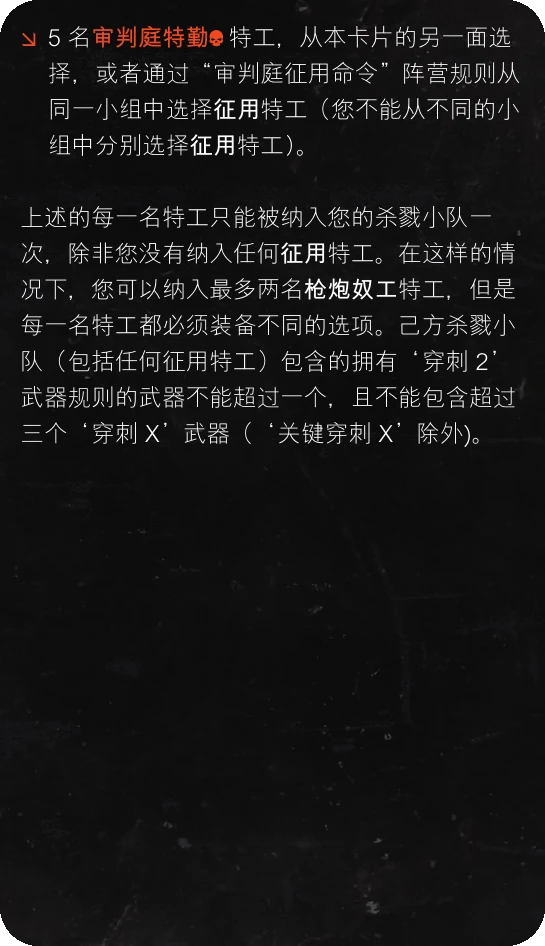 ↘ 5 名审判庭特勤💀特工，从本卡片的另一面选
择，或者通过“审判庭征用命令”阵营规则从
同一小组中选择征用特工（您不能从不同的小
组中分别选择征用特工）。
上述的每一名特工只能被纳入您的杀戮小队一
次，除非您没有纳入任何征用特工。在这样的情
况下，您可以纳入最多两名枪炮奴工特工，但是
每一名特工都必须装备不同的选项。己方杀戮小
队（包括任何征用特工）包含的拥有‘穿刺 2’
武器规则的武器不能超过一个，且不能包含超过
三个‘穿刺 X’武器（‘关键穿刺 X’除外)。